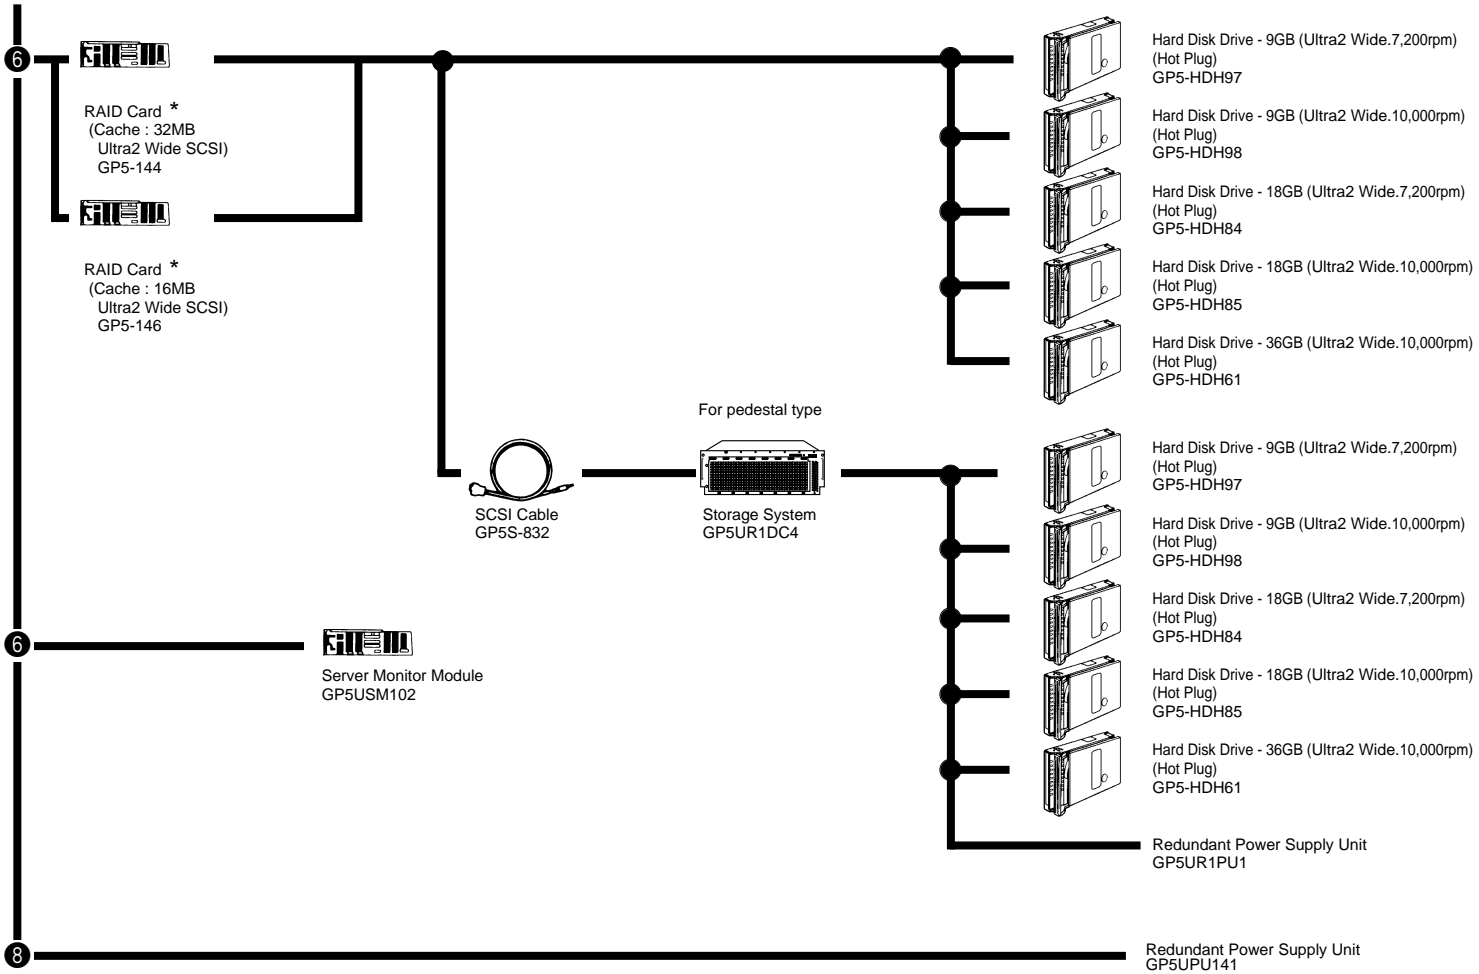 6
RAID Card *
(Cache : 32MB
Ultra2 Wide SCSI)
GP5-144
RAID Card *
(Cache : 16MB
Ultra2 Wide SCSI)
GP5-146
Hard Disk Drive - 9GB (Ultra2 Wide.7,200rpm)
(Hot Plug)
GP5-HDH97
Hard Disk Drive - 9GB (Ultra2 Wide.10,000rpm)
(Hot Plug)
GP5-HDH98
Hard Disk Drive - 18GB (Ultra2 Wide.7,200rpm)
(Hot Plug)
GP5-HDH84
Hard Disk Drive - 18GB (Ultra2 Wide.10,000rpm)
(Hot Plug)
GP5-HDH85
Hard Disk Drive - 36GB (Ultra2 Wide.10,000rpm)
(Hot Plug)
GP5-HDH61
For pedestal type
SCSI Cable
GP5S-832
Storage System
GP5UR1DC4
Hard Disk Drive - 9GB (Ultra2 Wide.7,200rpm)
(Hot Plug)
GP5-HDH97
Hard Disk Drive - 9GB (Ultra2 Wide.10,000rpm)
(Hot Plug)
GP5-HDH98
Hard Disk Drive - 18GB (Ultra2 Wide.7,200rpm)
(Hot Plug)
GP5-HDH84
Hard Disk Drive - 18GB (Ultra2 Wide.10,000rpm)
(Hot Plug)
GP5-HDH85
Hard Disk Drive - 36GB (Ultra2 Wide.10,000rpm)
(Hot Plug)
GP5-HDH61
Redundant Power Supply Unit
GP5UR1PU1
6
Server Monitor Module
GP5USM102
8
Redundant Power Supply Unit
GP5UPU141